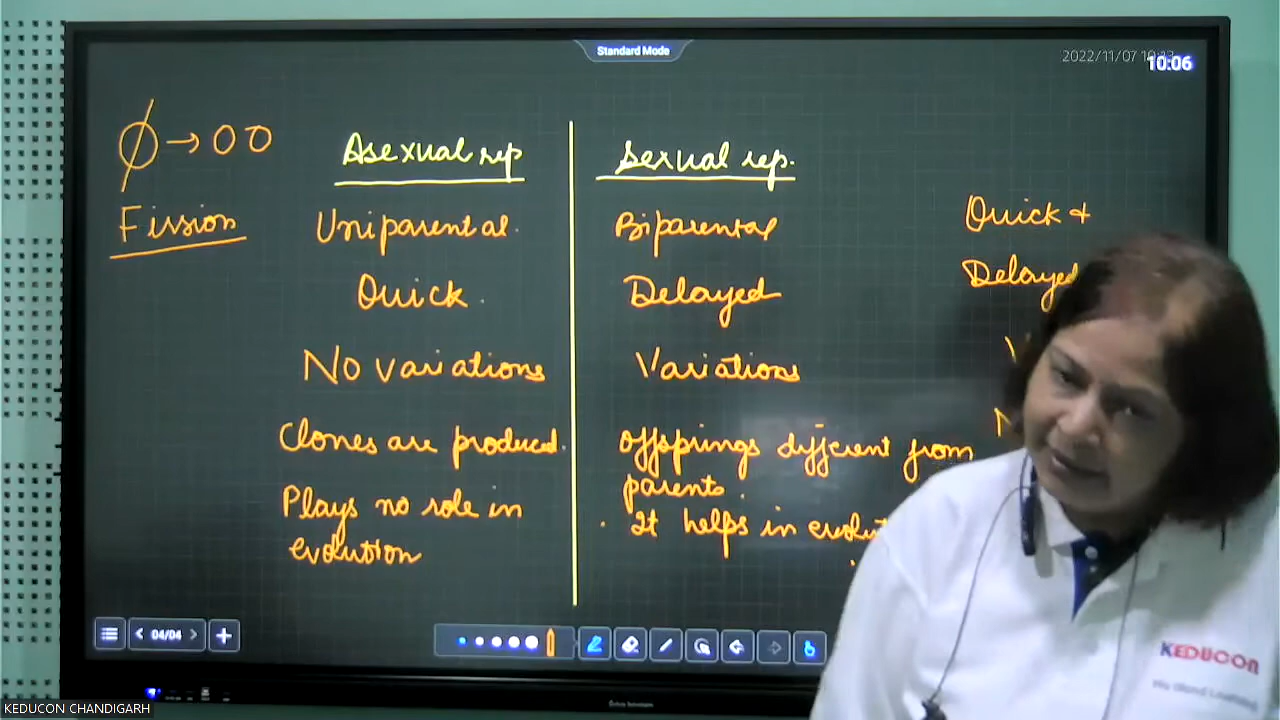 Standard Mode
2022/11/07
10:06
Asexual rep
Sexual rep.
Fission
Uniparental.
Biparental
Quick +
Quick.
Delayed
Delayed
No variations
Variations
Clones are produced.
offsprings different from
parents.
Plays no role in
evolution
. It helps in
04/04
KEDUCON
KEDUCON CHANDIGARH